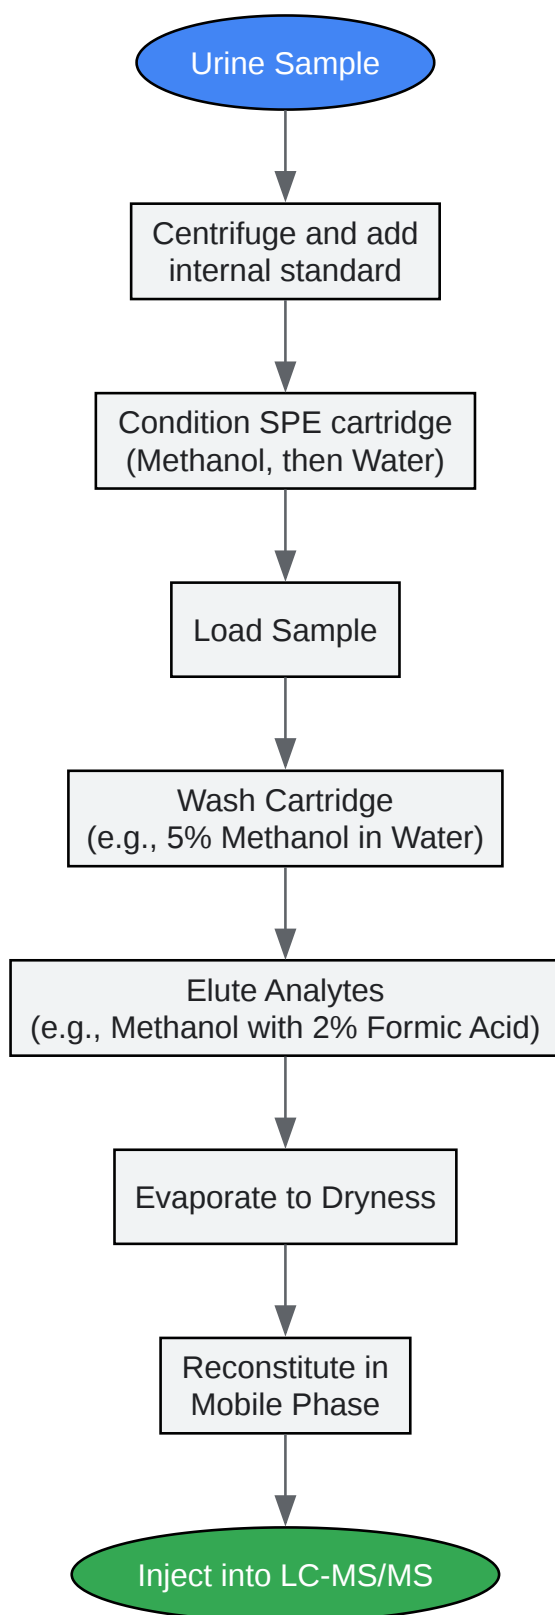 Urine Sample
Centrifuge and add
internal standard
Condition SPE cartridge
(Methanol, then Water)
Load Sample
Wash Cartridge
(e.g., 5% Methanol in Water)
Elute Analytes
(e.g., Methanol with 2% Formic Acid)
Evaporate to Dryness
Reconstitute in
Mobile Phase
Inject into LC-MS/MS